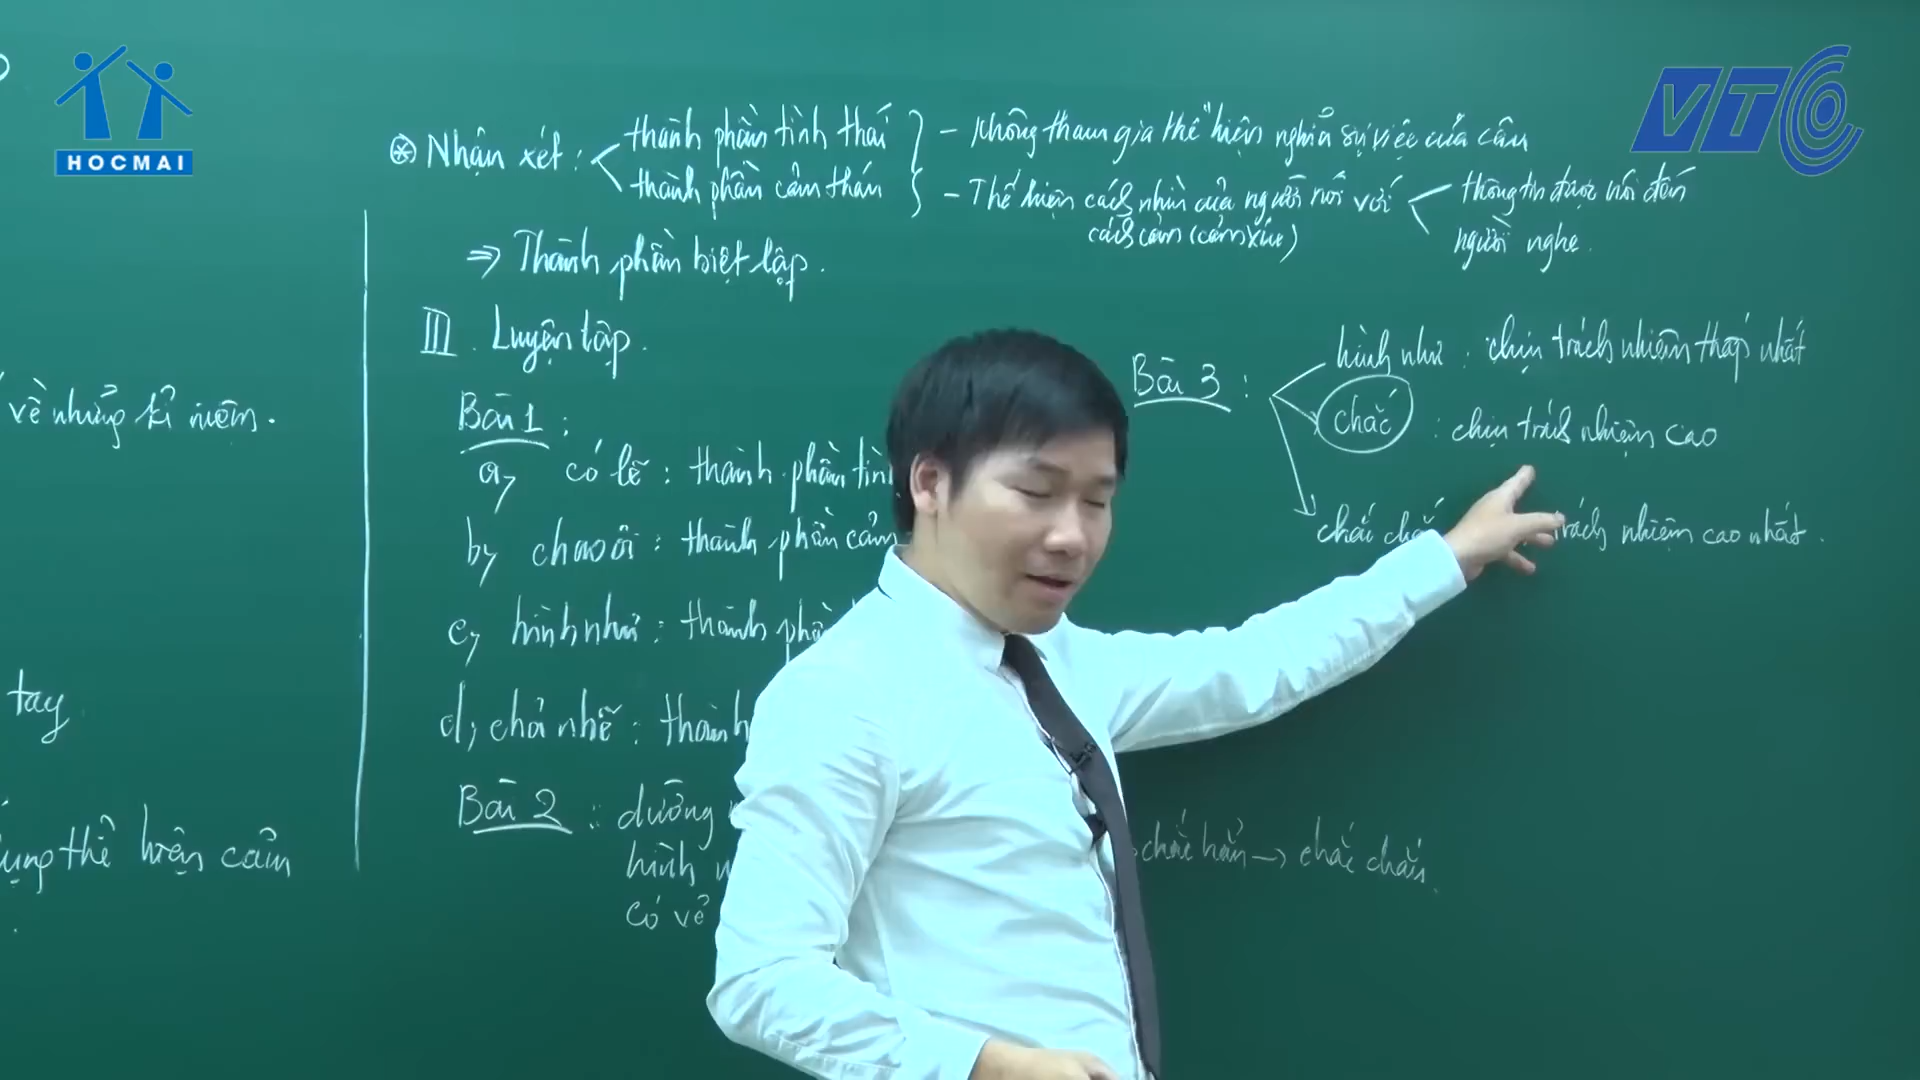 HOCMAI
VTC
⊛ Nhận xét: thành phần tình thái - Không tham gia thể hiện nghĩa sự việc của câu
thành phần cảm thán - Thể hiện cách nhìn của người nói với thông tin được nói đến
cách cảm (cảm xúc) người nghe.
⇒ Thành phần biệt lập.
III. Luyện tập.
về những kỉ niệm.
tay
thể hiện cảm
Bài 1:
a, có lẽ: thành phần tìn
b, chao ôi: thành phần cảm
c, hình như: thành phần
d, chả nhẽ: thành
Bài 2: dường
hình
có vẻ
chắc hẳn → chắc chắn.
Bài 3: hình như: chịu trách nhiệm thấp nhất
chắc: chịu trách nhiệm cao
chắc chắ trách nhiệm cao nhất.